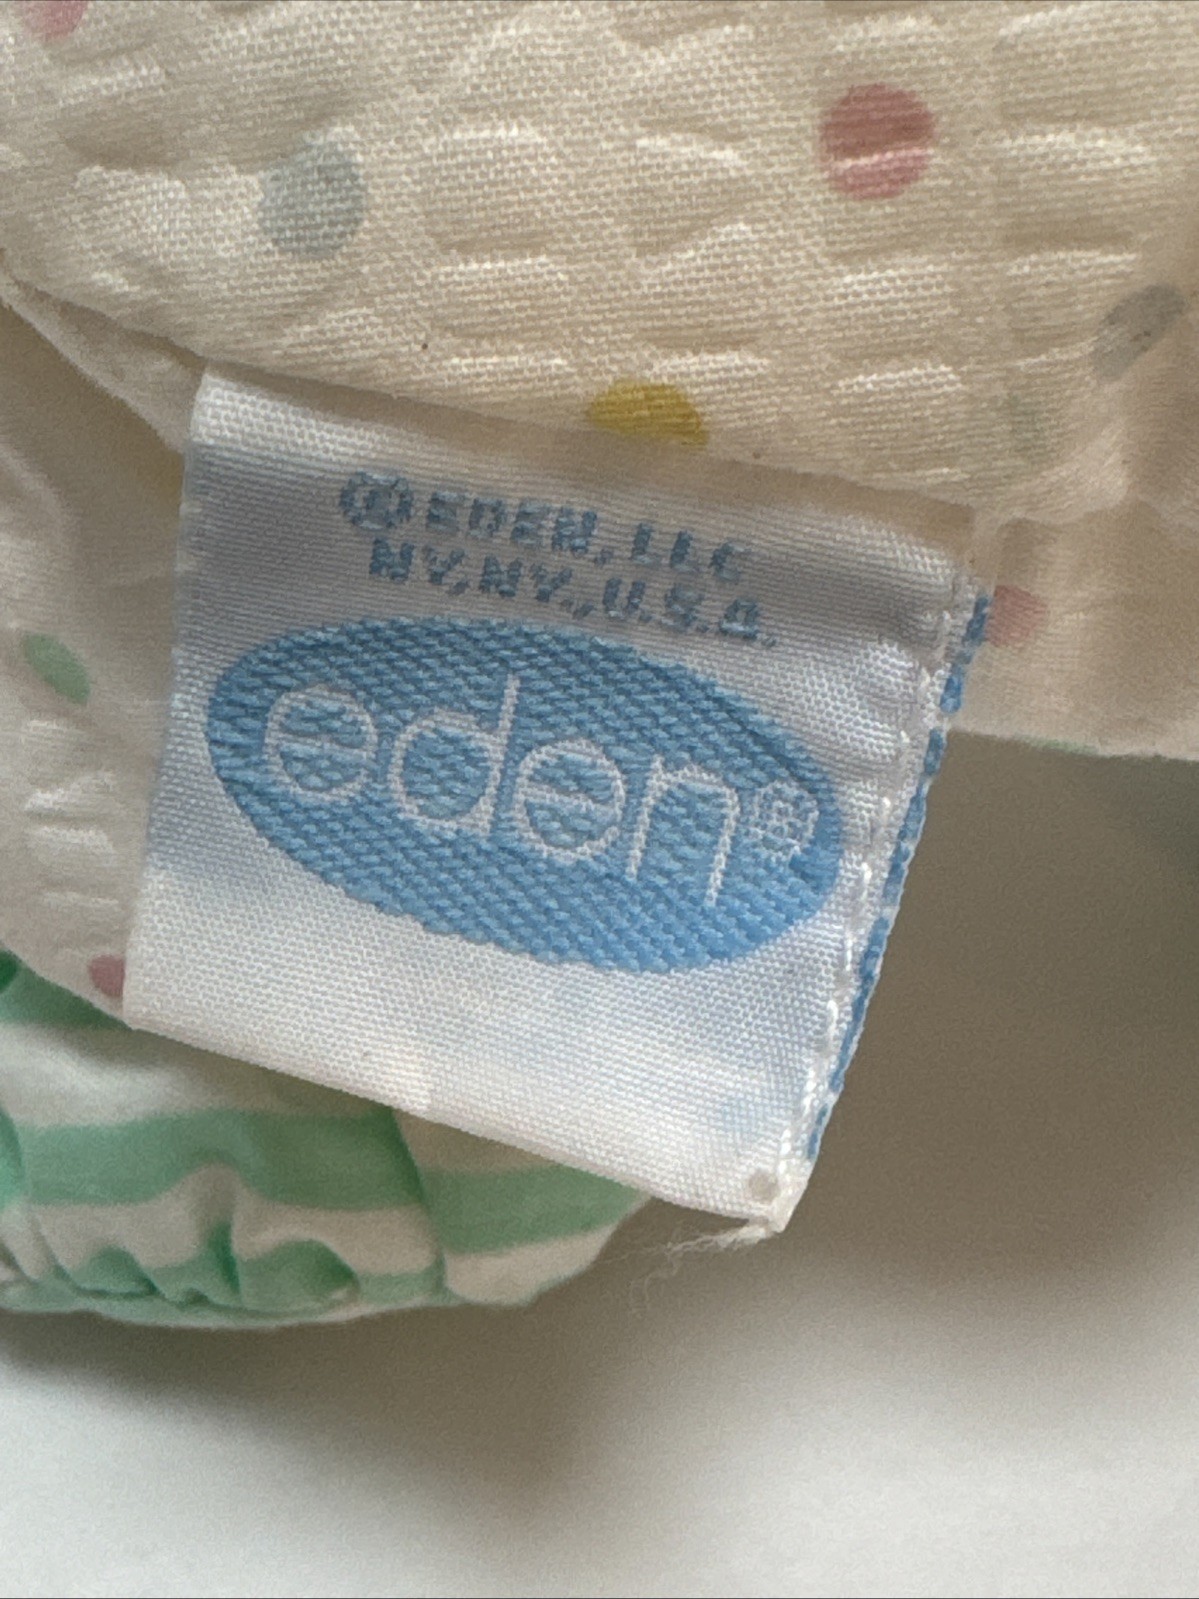 © EDEN, LLC
NY, NY., U.S.A.
eden®